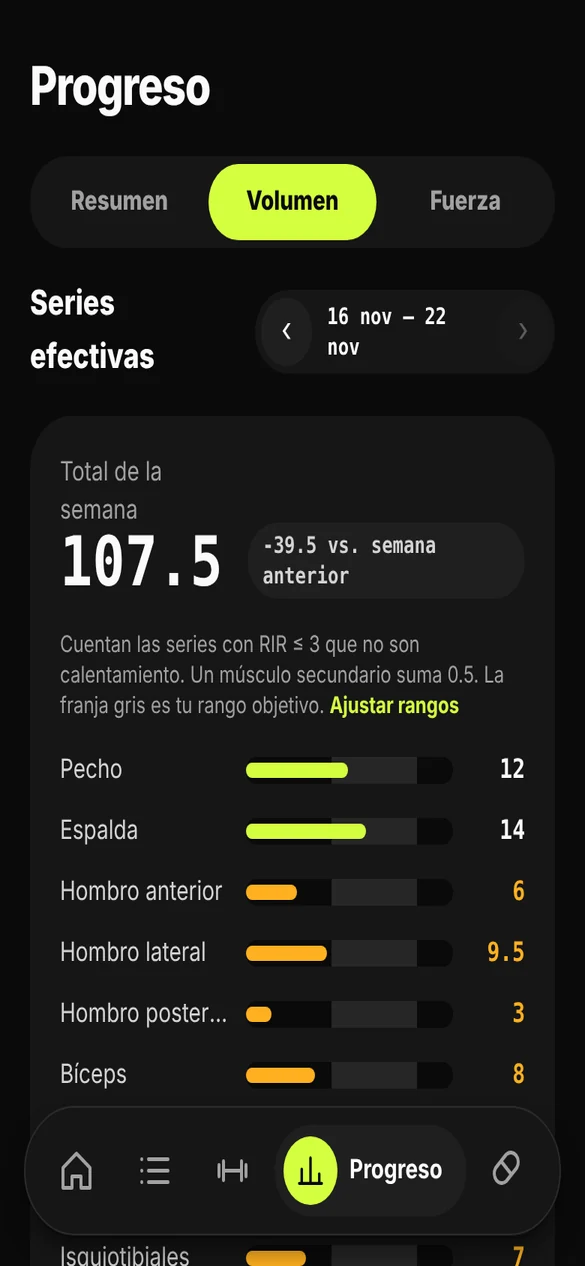 Progreso
Resumen
Volumen
Fuerza
Series
efectivas
16 nov – 22
nov
Total de la
semana
107.5
-39.5 vs. semana
anterior
Cuentan las series con RIR ≤ 3 que no son
calentamiento. Un músculo secundario suma 0.5. La
franja gris es tu rango objetivo. Ajustar rangos
Pecho 12
Espalda 14
Hombro anterior 6
Hombro lateral 9.5
Hombro poster... 3
Bíceps 8
Progreso
Isquiotibiales 7